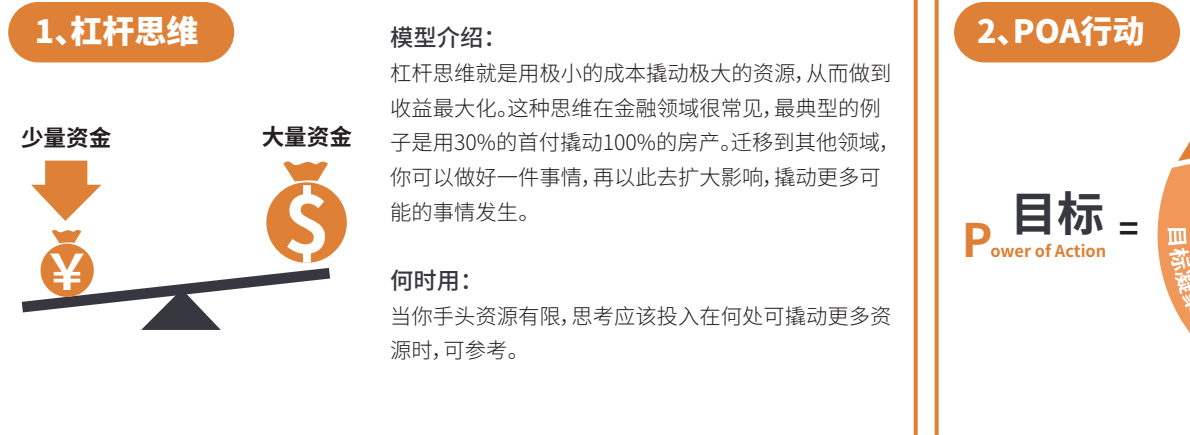 1、杠杆思维
少量资金
大量资金
¥
$
模型介绍：
杠杆思维就是用极小的成本撬动极大的资源，从而做到
收益最大化。这种思维在金融领域很常见，最典型的例
子是用30%的首付撬动100%的房产。迁移到其他领域，
你可以做好一件事情，再以此去扩大影响，撬动更多可
能的事情发生。
何时用：
当你手头资源有限，思考应该投入在何处可撬动更多资
源时，可参考。
2、POA行动
目标 =
Power of Action
目标凝